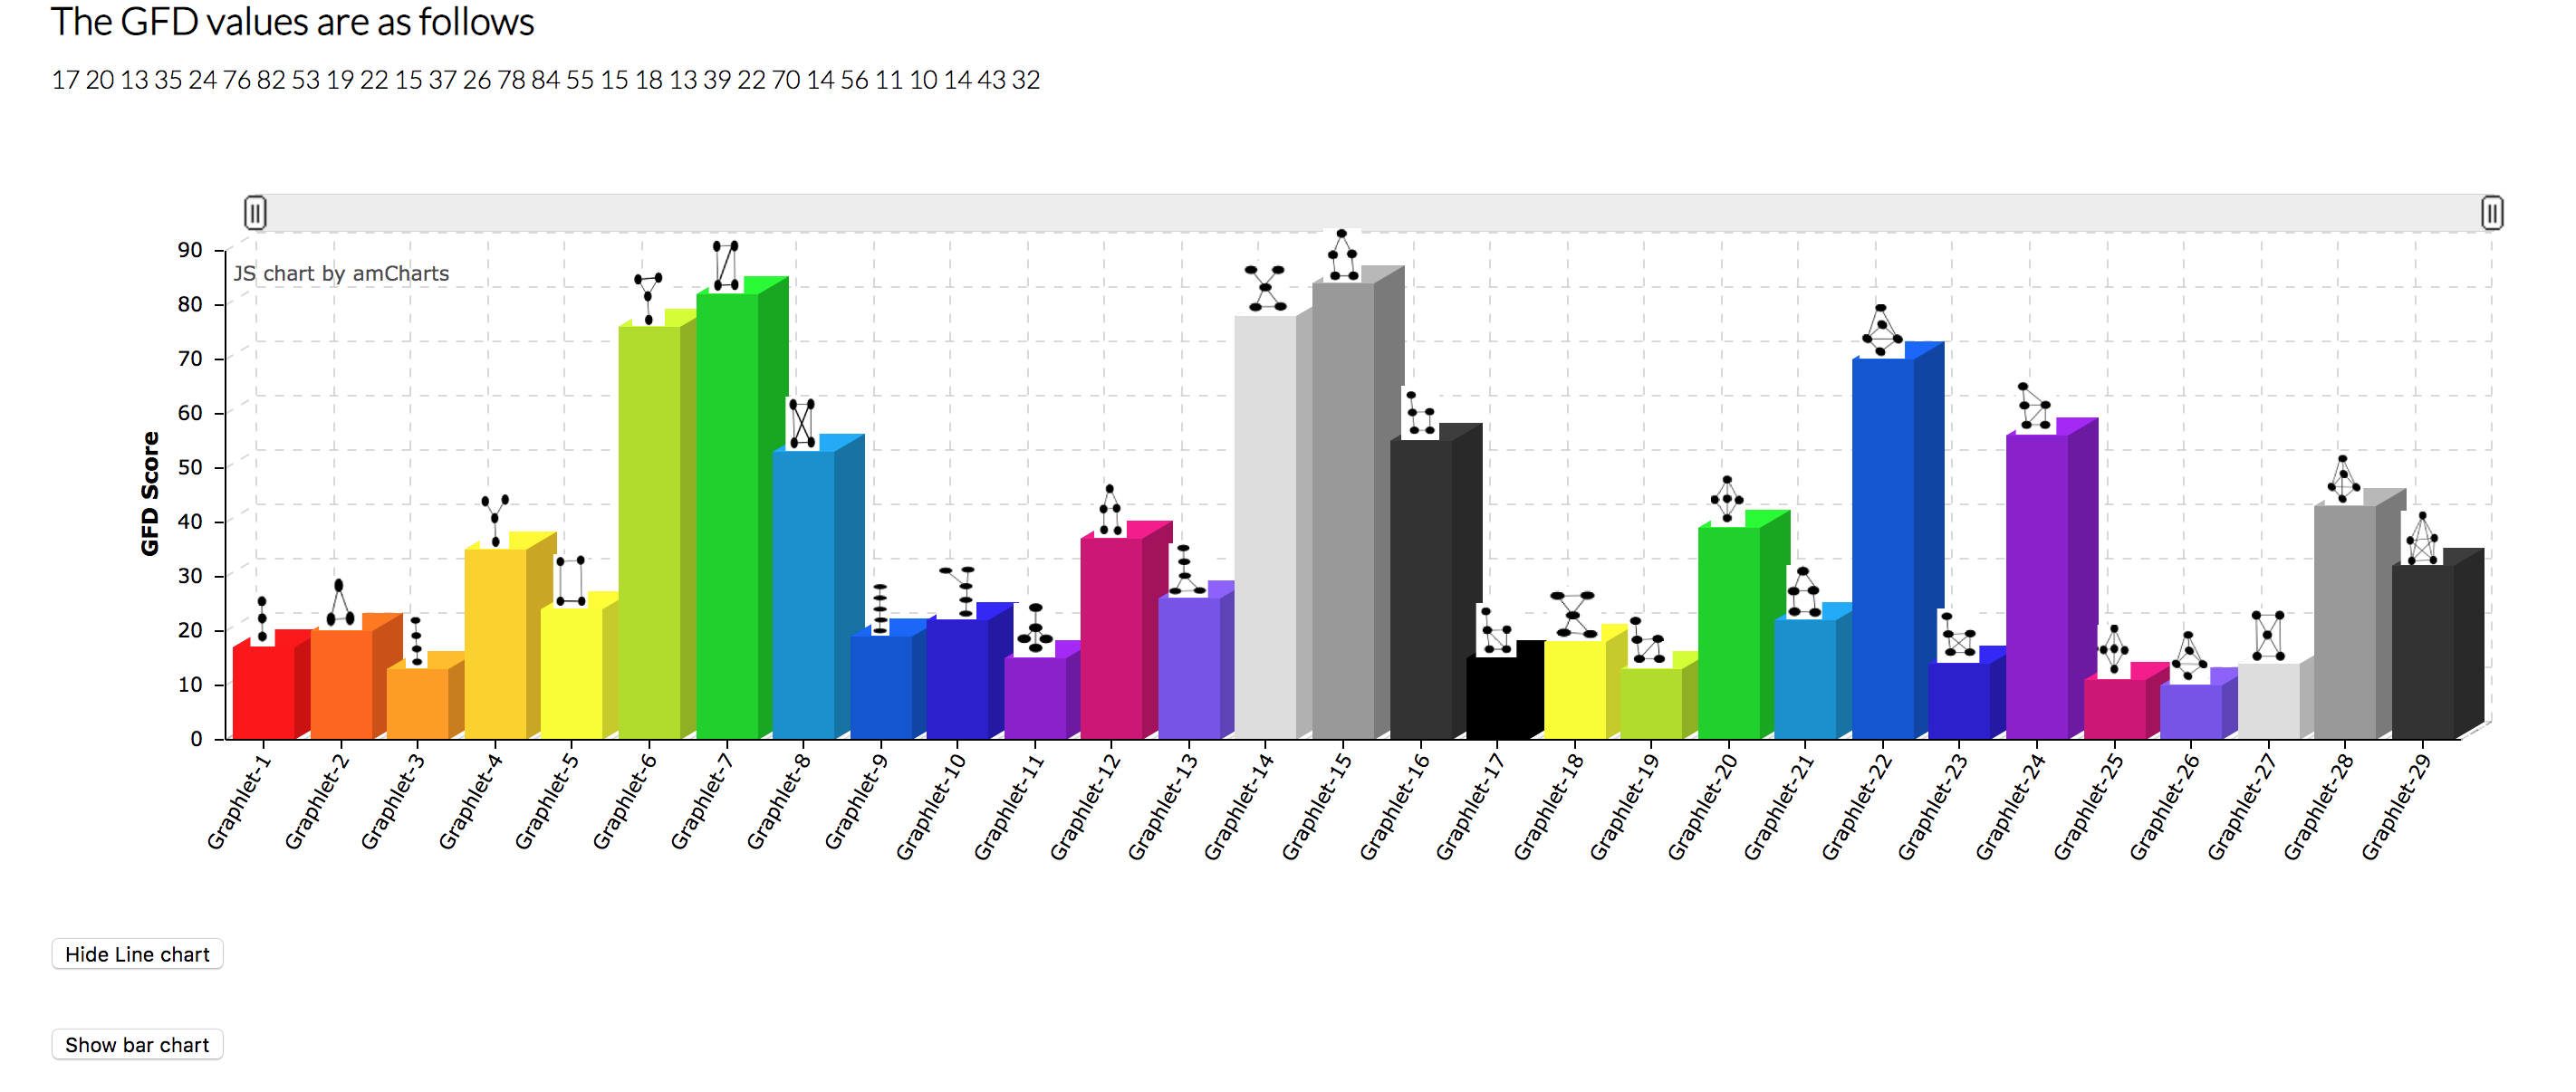 The GFD values are as follows
17 20 13 35 24 76 82 53 19 22 15 37 26 78 84 55 15 18 13 39 22 70 14 56 11 10 14 43 32
90
JS chart by amCharts
80
70
60
50
40
30
20
10
0
GFD Score
Graphlet-1
Graphlet-2
Graphlet-3
Graphlet-4
Graphlet-5
Graphlet-6
Graphlet-7
Graphlet-8
Graphlet-9
Graphlet-10
Graphlet-11
Graphlet-12
Graphlet-13
Graphlet-14
Graphlet-15
Graphlet-16
Graphlet-17
Graphlet-18
Graphlet-19
Graphlet-20
Graphlet-21
Graphlet-22
Graphlet-23
Graphlet-24
Graphlet-25
Graphlet-26
Graphlet-27
Graphlet-28
Graphlet-29
Hide Line chart
Show bar chart